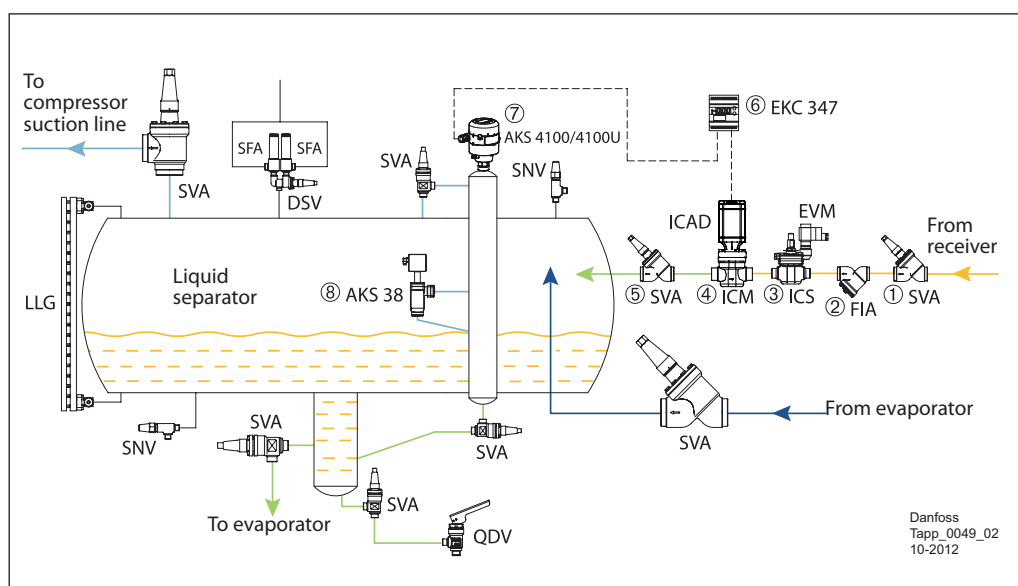 To
compressor
suction line
SVA
SFA
SFA
DSV
SVA
⑦
AKS 4100/4100U
SNV
⑥ EKC 347
ICAD
EVM
From
receiver
LLG
Liquid
separator
⑧ AKS 38
⑤ SVA
④ ICM
③ ICS
② FIA
① SVA
From evaporator
SVA
SNV
SVA
SVA
SVA
To evaporator
QDV
Danfoss
Tapp_0049_02
10-2012